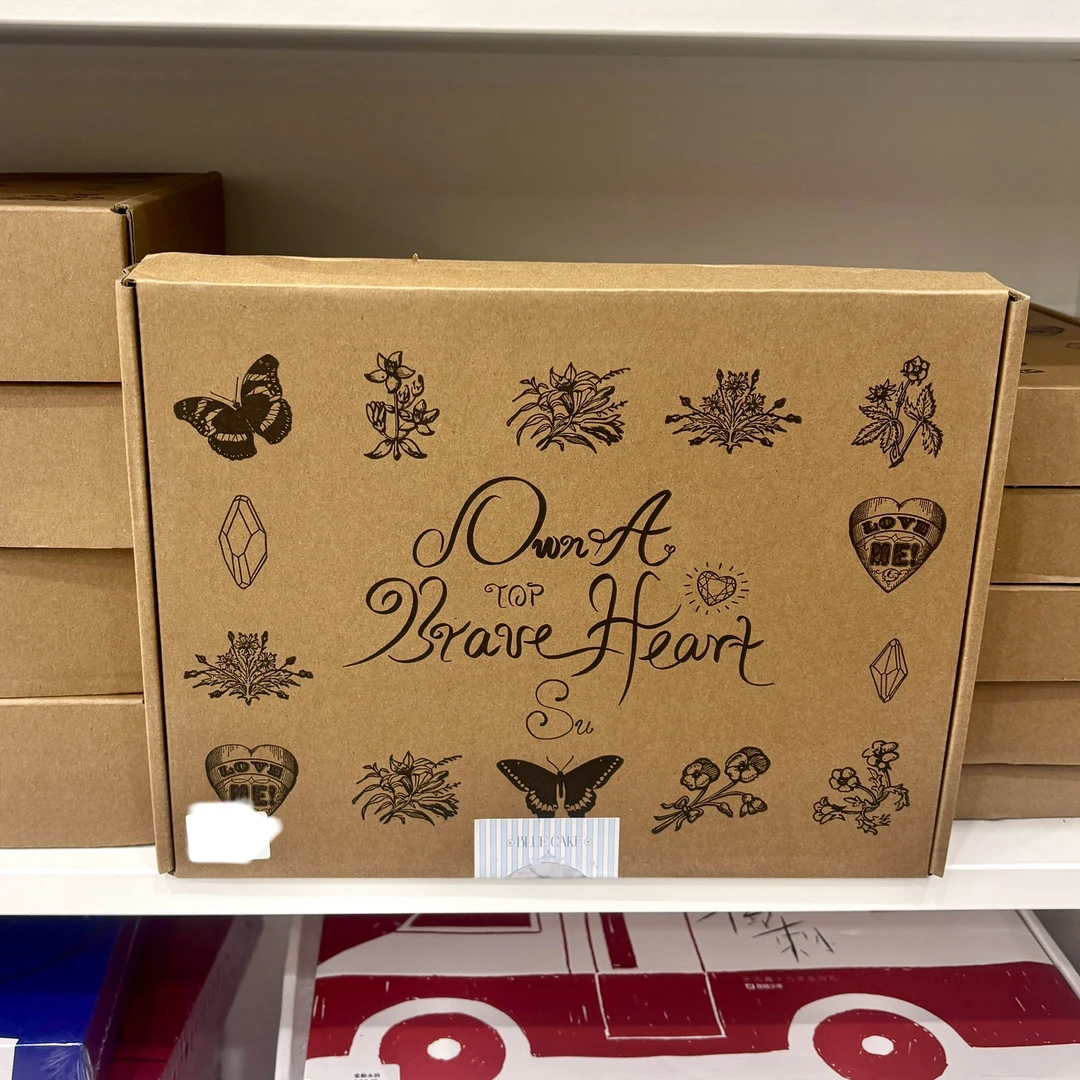 Own A
TOP
Brave Heart
Su
LOVE
ME!
LOVE
ME!
BLUE CAKE